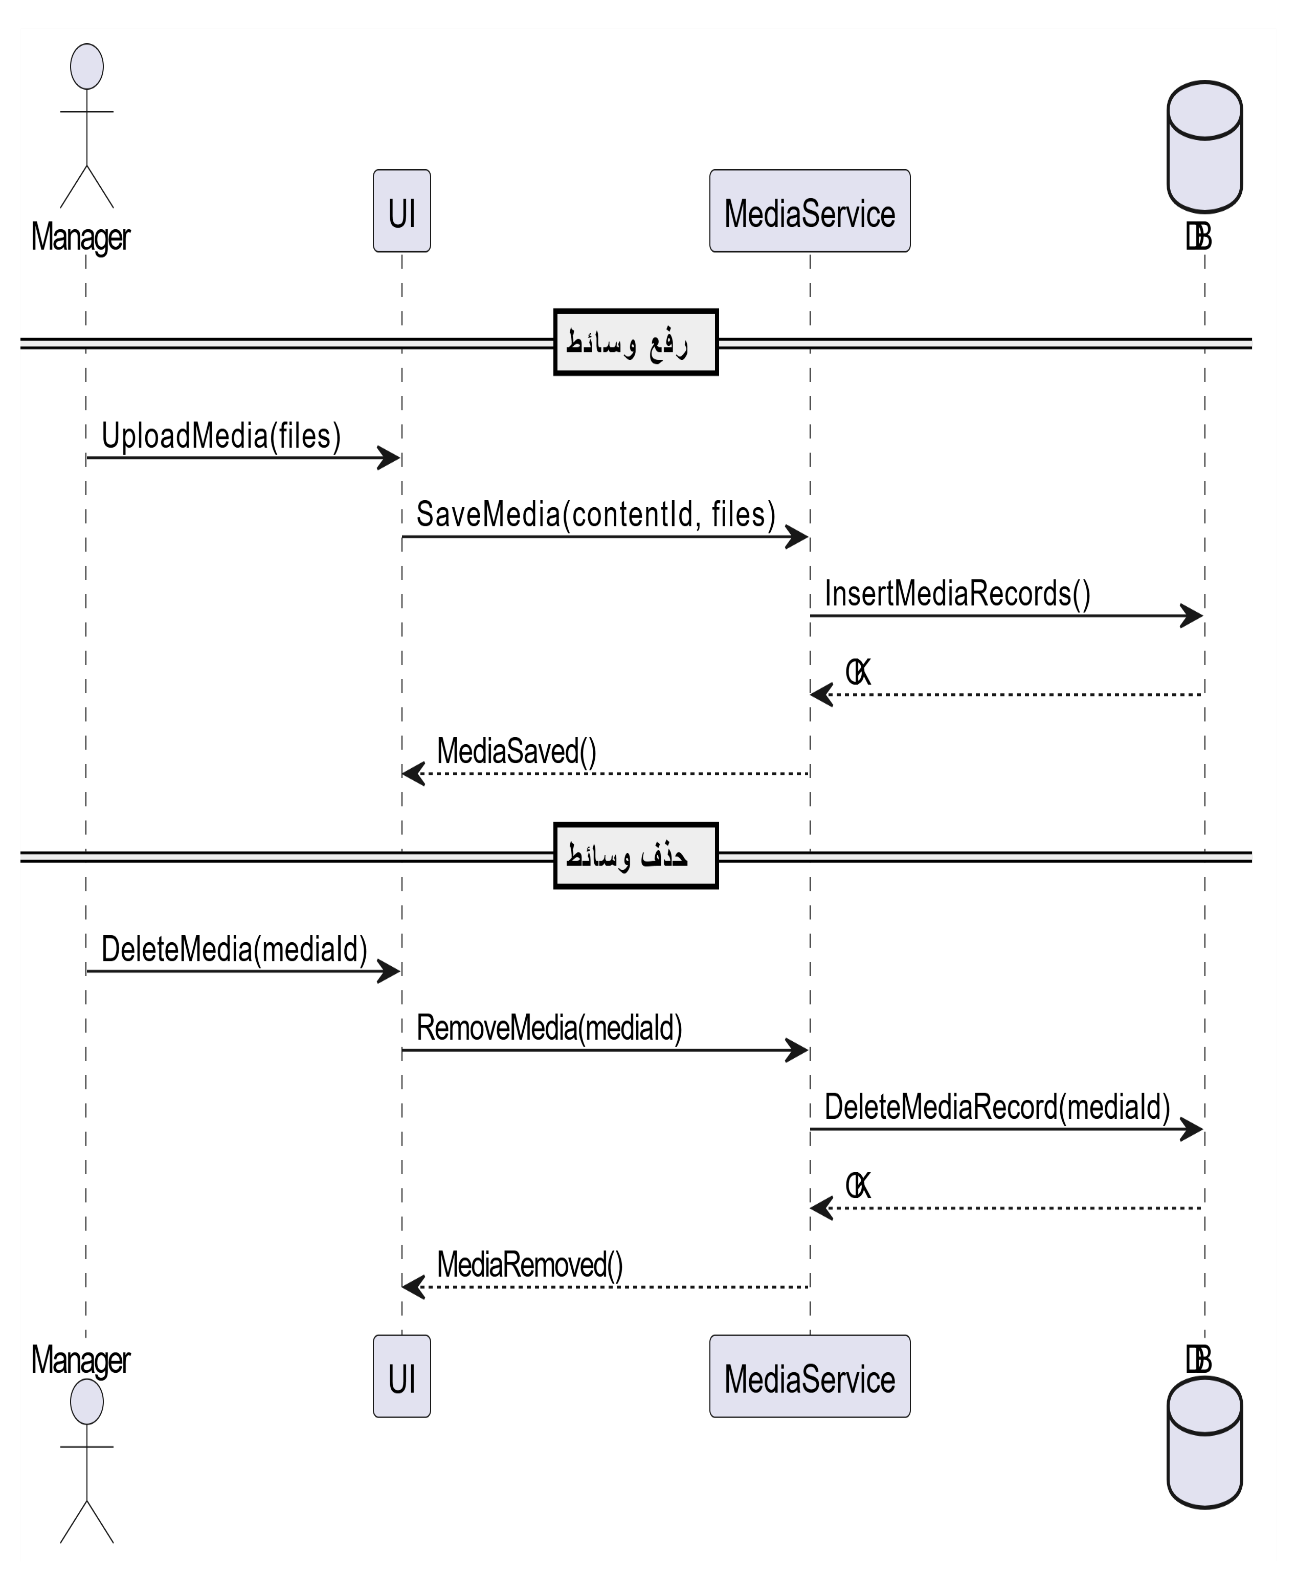 Manager
UI
MediaService
DB
رفع وسائط
UploadMedia(files)
SaveMedia(contentId, files)
InsertMediaRecords()
OK
MediaSaved()
حذف وسائط
DeleteMedia(mediaId)
RemoveMedia(mediaId)
DeleteMediaRecord(mediaId)
OK
MediaRemoved()
Manager
UI
MediaService
DB